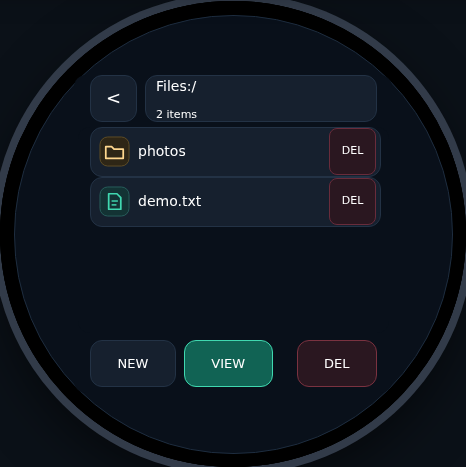 <
Files:/
2 items
photos
DEL
demo.txt
DEL
NEW
VIEW
DEL